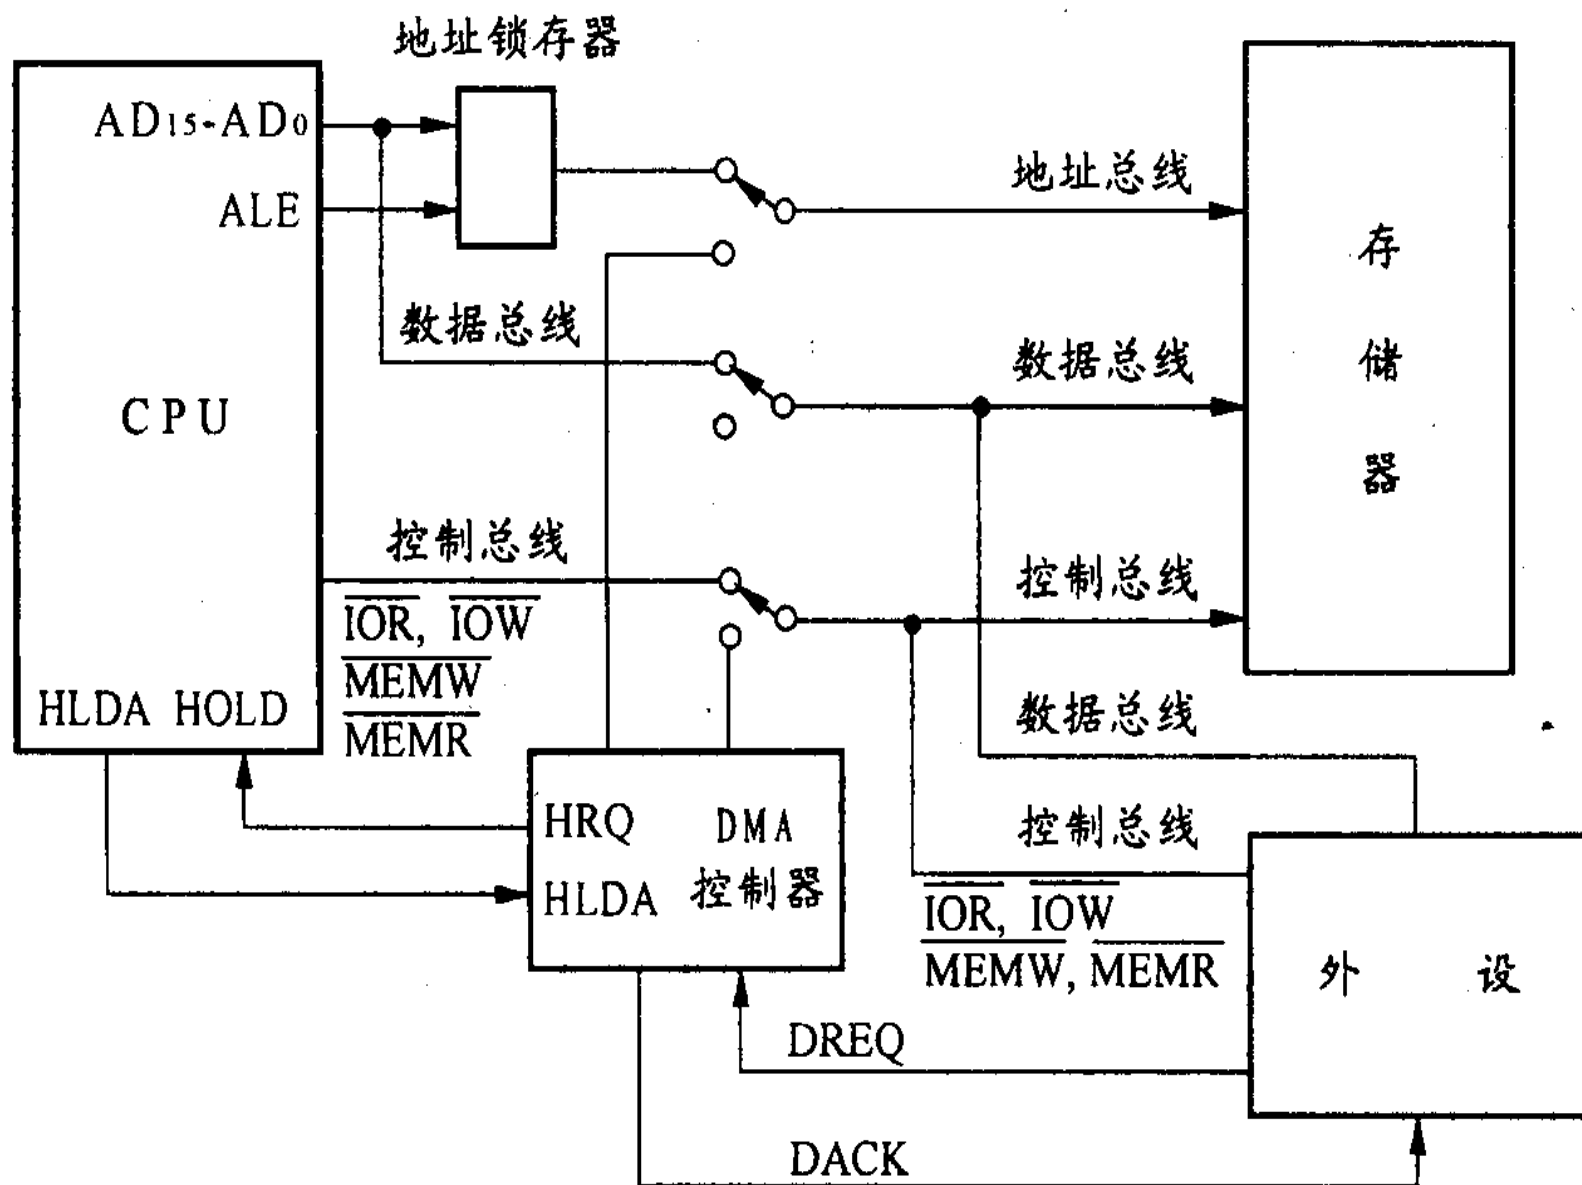 地址锁存器
AD15-AD0
ALE
地址总线
存储器
数据总线
数据总线
CPU
控制总线
控制总线
IOR, IOW
MEMW
MEMR
HLDA HOLD
数据总线
HRQ
DMA
控制器
HLDA
控制总线
IOR, IOW
MEMW, MEMR
外设
DREQ
DACK